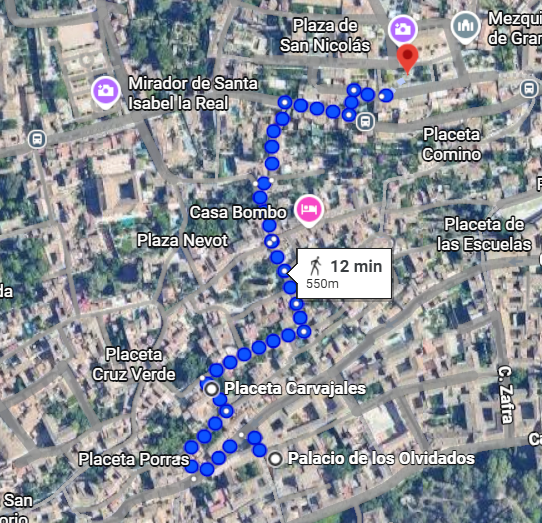 Plaza de
San Nicolás
Mezqui
de Gran
Mirador de Santa
Isabel la Real
Placeta
Comino
Casa Bombo
Placeta de
las Escuelas
Plaza Nevot
12 min
550m
da
Placeta
Cruz Verde
Placeta Carvajales
C. Zafra
Ca
Placeta Porras
Palacio de los Olvidados
San
orio